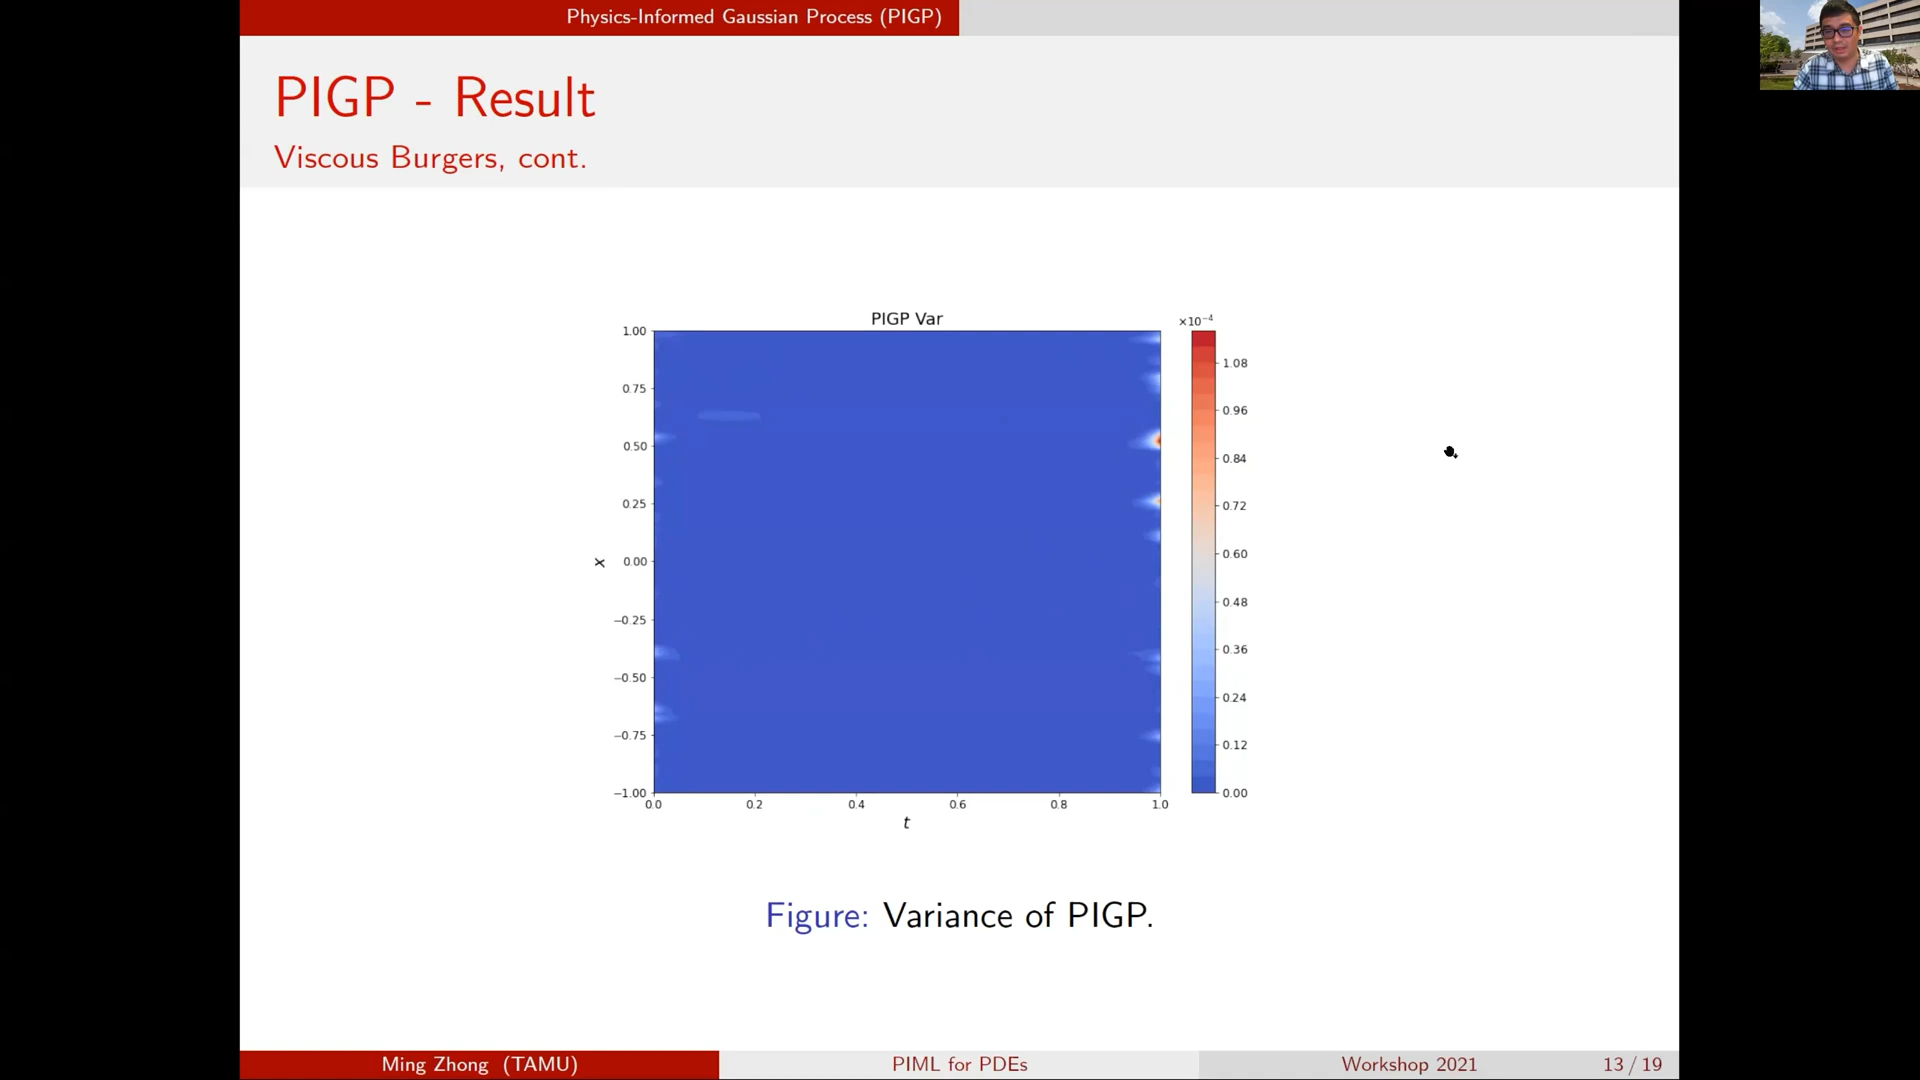 Physics-Informed Gaussian Process (PIGP)
PIGP - Result
Viscous Burgers, cont.
PIGP Var
×10⁻⁴
1.00
0.75
0.50
0.25
0.00
−0.25
−0.50
−0.75
−1.00
x
0.0 0.2 0.4 0.6 0.8 1.0
t
1.08
0.96
0.84
0.72
0.60
0.48
0.36
0.24
0.12
0.00
Figure: Variance of PIGP.
Ming Zhong (TAMU) PIML for PDEs Workshop 2021 13 / 19